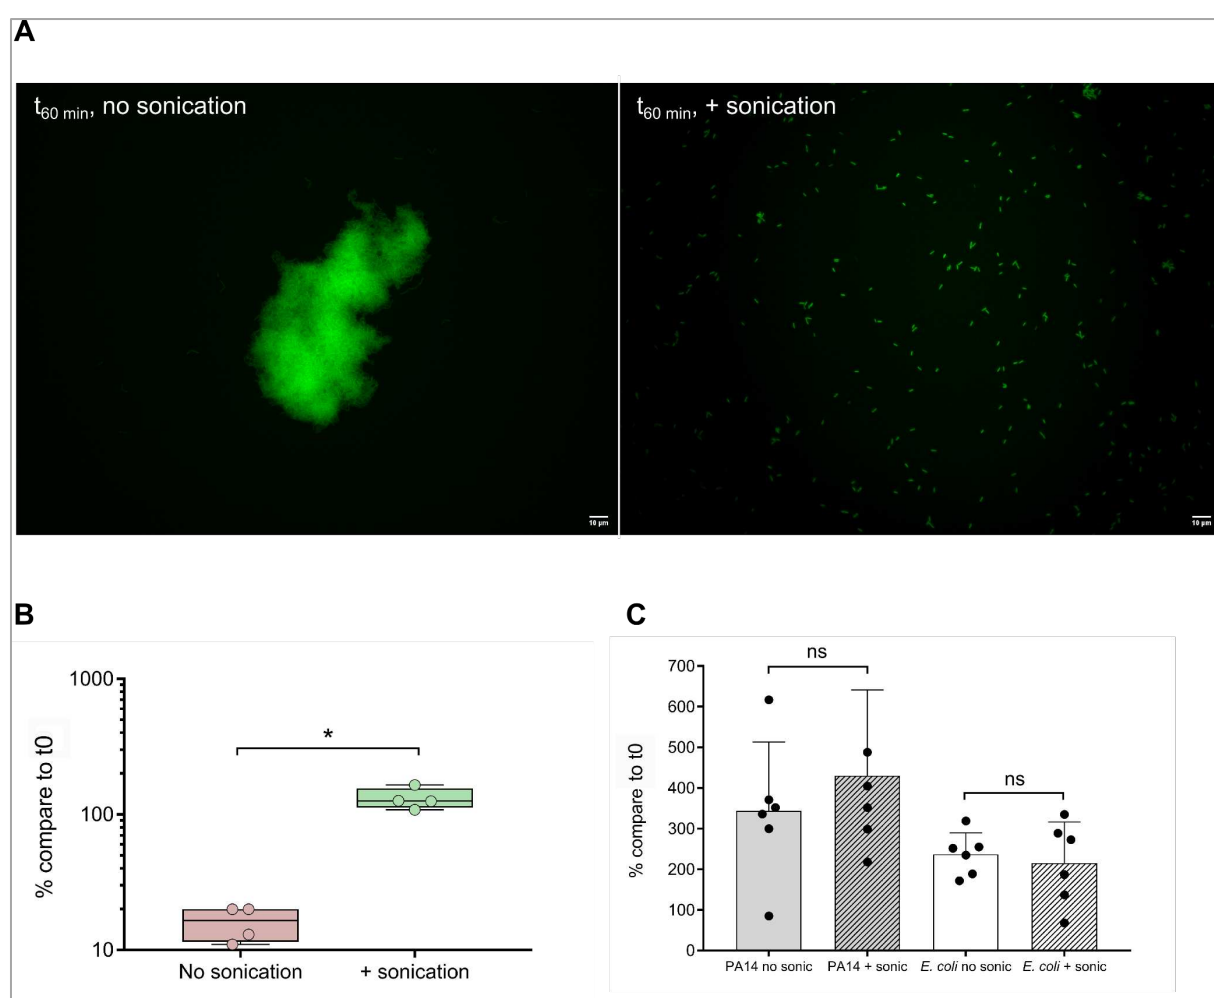 A
t60 min, no sonication
t60 min, + sonication
10 µm
10 µm
B
C
% compare to t0
1000
100
10
*
No sonication
+ sonication
% compare to t0
700
600
500
400
300
200
100
0
ns
ns
PA14 no sonic
PA14 + sonic
E. coli no sonic
E. coli + sonic